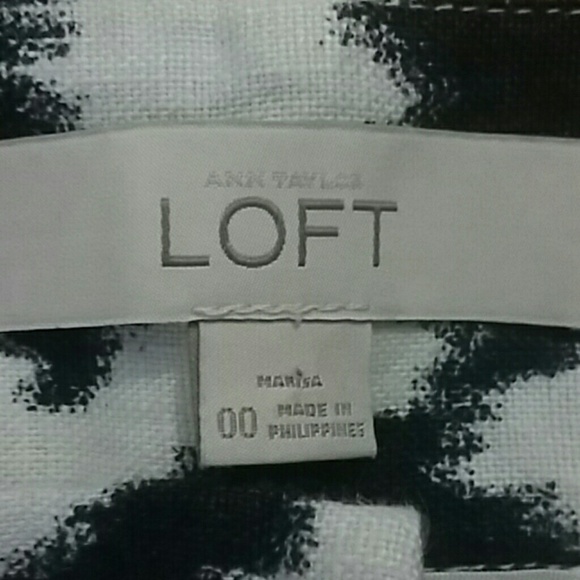 ANN TAYLOR
LOFT
MARISA
00 MADE IN
PHILIPPINES